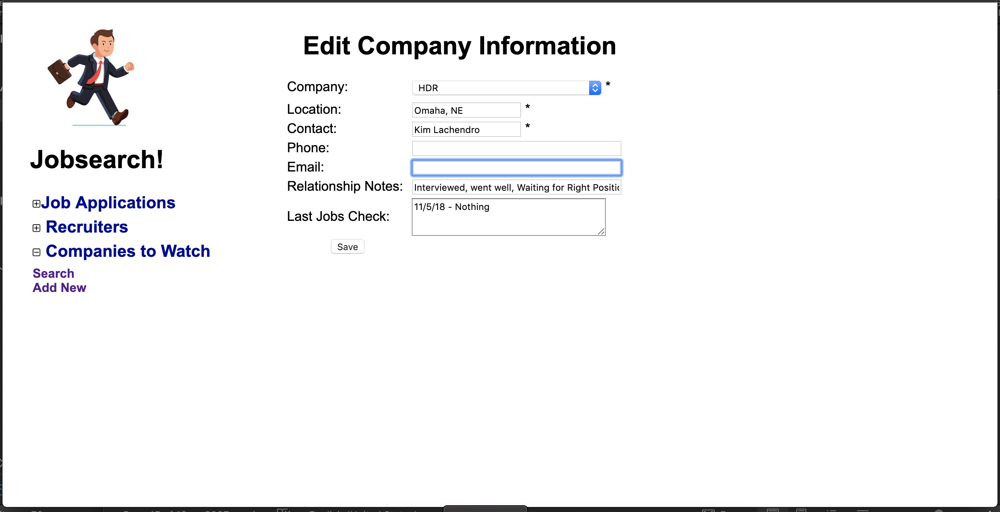 Edit Company Information
Company: HDR *
Location: Omaha, NE *
Contact: Kim Lachendro *
Phone:
Email:
Relationship Notes: Interviewed, went well, Waiting for Right
Last Jobs Check: 11/5/18 - Nothing
Save
Jobsearch!
Job Applications
Recruiters
Companies to Watch
Search
Add New